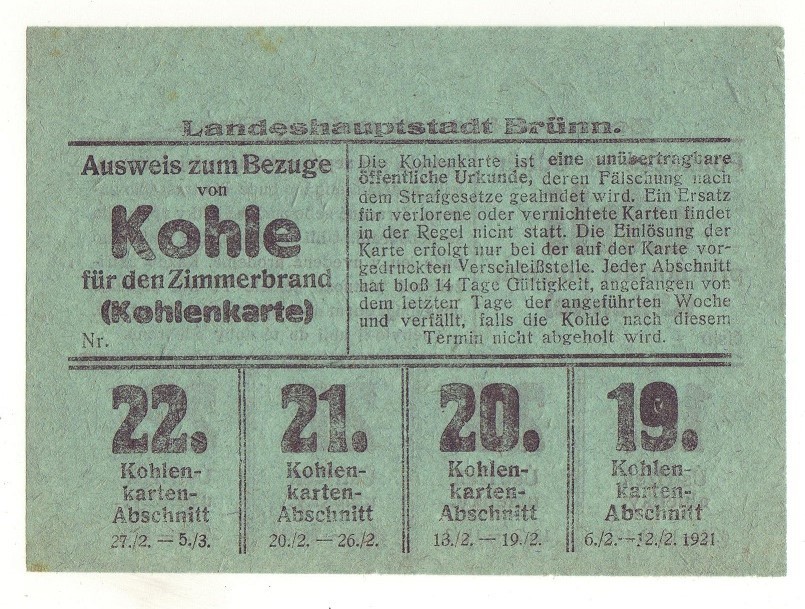 Landeshauptstadt Brünn.
Ausweis zum Bezuge
von
Kohle
für den Zimmerbrand
(Kohlenkarte)
Nr.
Die Kohlenkarte ist eine unübertragbare
öffentliche Urkunde, deren Fälschung nach
dem Strafgesetze geahndet wird. Ein Ersatz
für verlorene oder vernichtete Karten findet
in der Regel nicht statt. Die Einlösung der
Karte erfolgt nur bei der auf der Karte vor-
gedruckten Verschleißstelle. Jeder Abschnitt
hat bloß 14 Tage Gültigkeit, angefangen von
dem letzten Tage der angeführten Woche
und verfällt, falls die Kohle nach diesem
Termin nicht abgeholt wird.
22.
Kohlen-
karten-
Abschnitt
27./2. — 5./3.
21.
Kohlen-
karten-
Abschnitt
20./2. — 26./2.
20.
Kohlen-
karten-
Abschnitt
13./2. — 19./2.
19.
Kohlen-
karten-
Abschnitt
6./2.—12./2. 1921